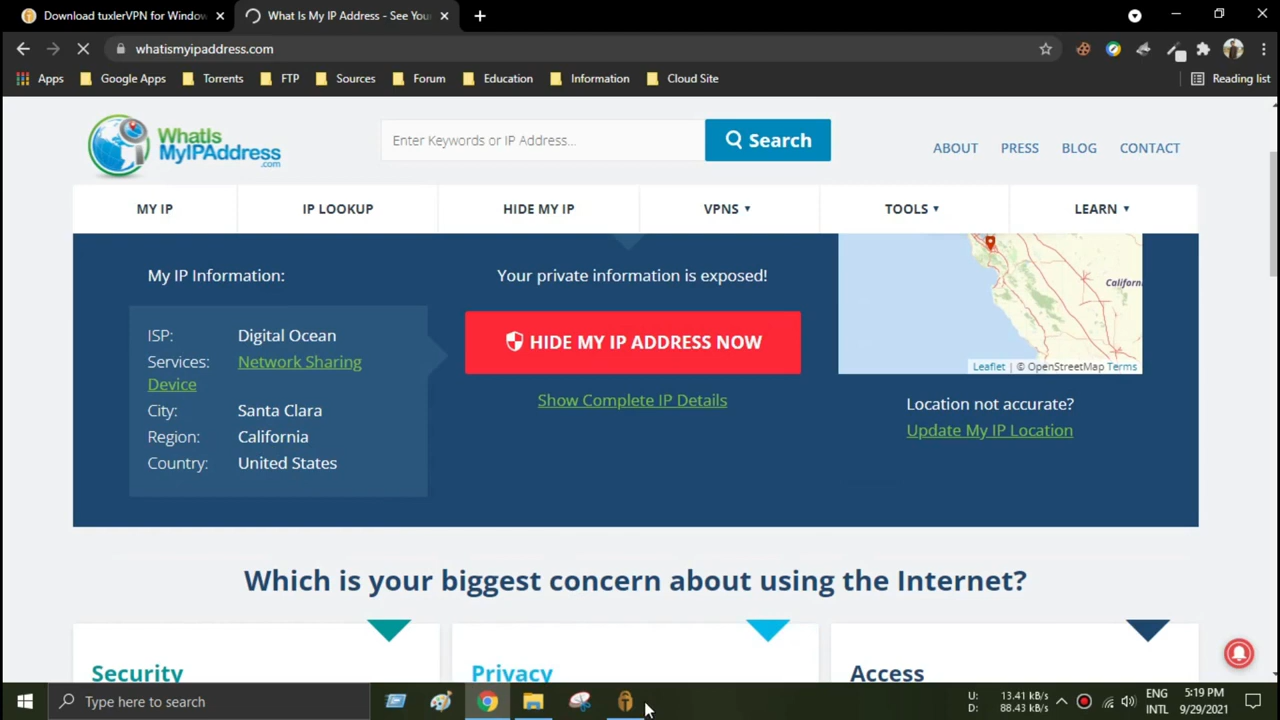 Download tuxlerVPN for Window
What Is My IP Address - See You
whatismyipaddress.com
Apps
Google Apps
Torrents
FTP
Sources
Forum
Education
Information
Cloud Site
Reading list
WhatIs
MyIPAddress
.com
Enter Keywords or IP Address...
Search
ABOUT
PRESS
BLOG
CONTACT
MY IP
IP LOOKUP
HIDE MY IP
VPNS
TOOLS
LEARN
My IP Information:
ISP: Digital Ocean
Services: Network Sharing
Device
City: Santa Clara
Region: California
Country: United States
Your private information is exposed!
HIDE MY IP ADDRESS NOW
Show Complete IP Details
Californ
Leaflet | © OpenStreetMap Terms
Location not accurate?
Update My IP Location
Which is your biggest concern about using the Internet?
Security
Privacy
Access
Type here to search
U: 13.41 kB/s
D: 88.43 kB/s
ENG
INTL
5:19 PM
9/29/2021